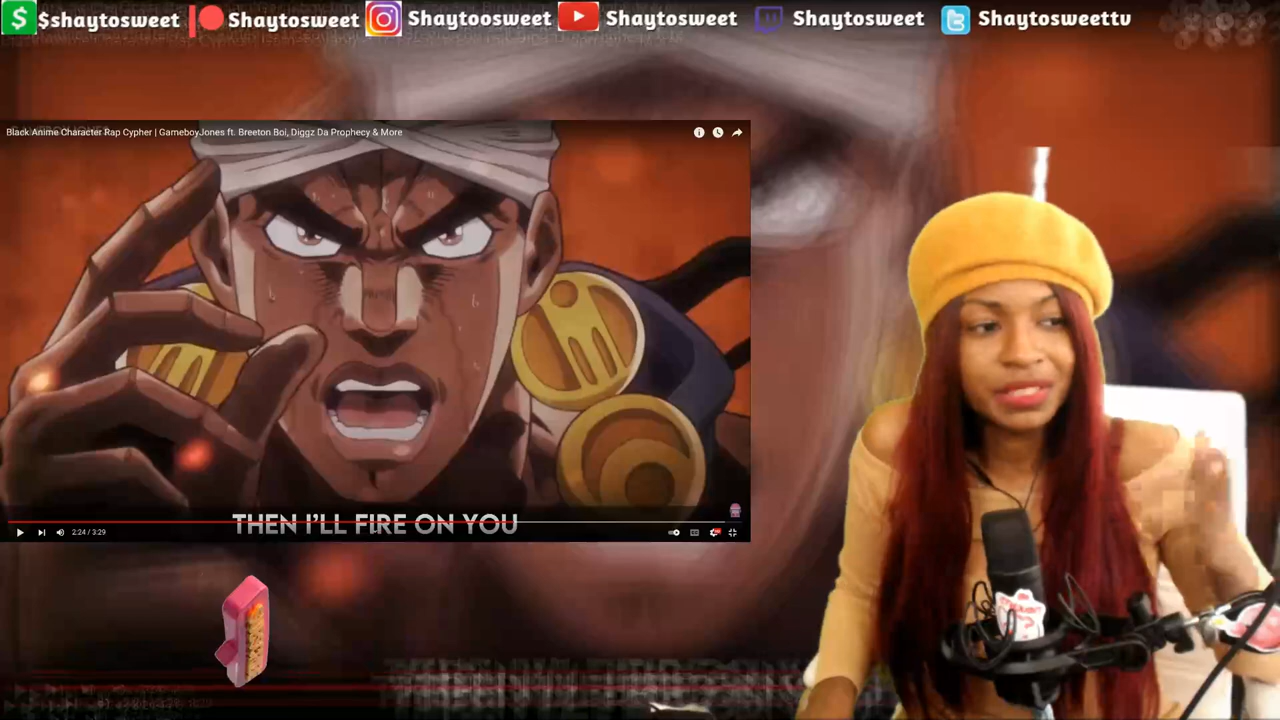 $shaytosweet Shaytosweet Shaytoosweet Shaytosweet Shaytosweet Shaytosweettv
Black Anime Character Rap Cypher | GameboyJones ft. Breeton Boi, Diggz Da Prophecy & More
THEN I'LL FIRE ON YOU
2:24 / 3:29